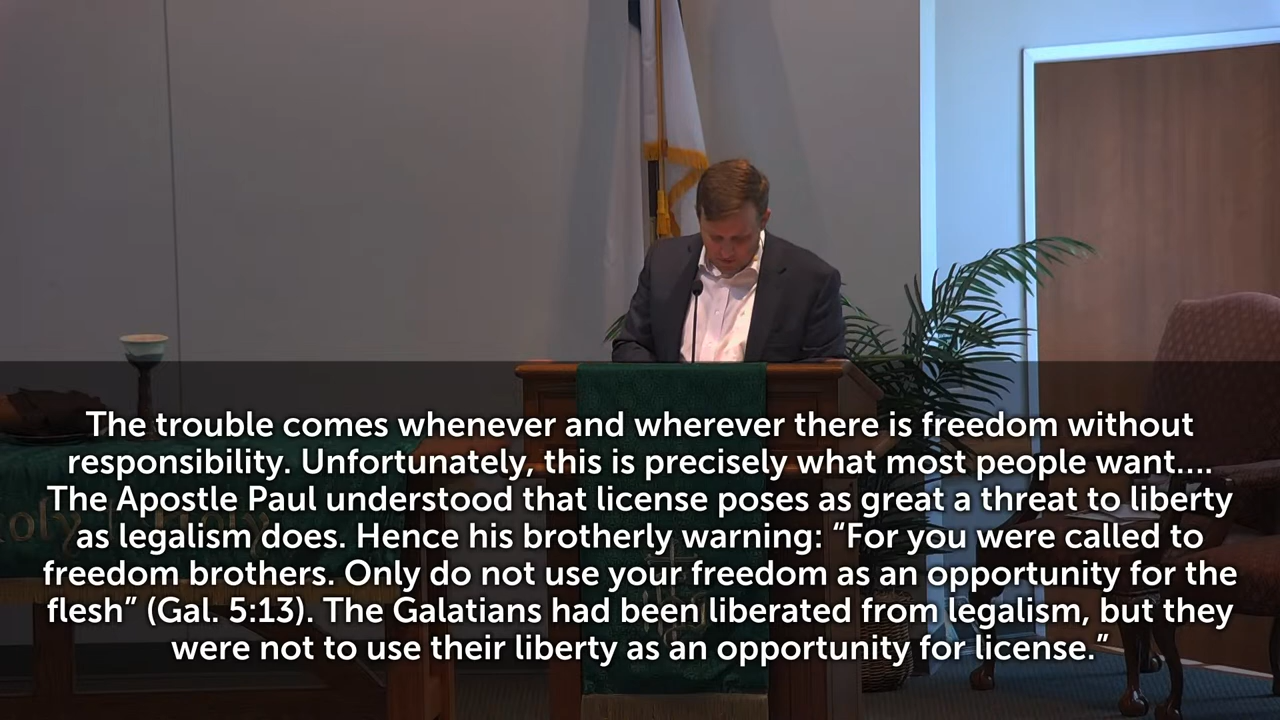 The trouble comes whenever and wherever there is freedom without
responsibility. Unfortunately, this is precisely what most people want....
The Apostle Paul understood that license poses as great a threat to liberty
as legalism does. Hence his brotherly warning: “For you were called to
freedom brothers. Only do not use your freedom as an opportunity for the
flesh” (Gal. 5:13). The Galatians had been liberated from legalism, but they
were not to use their liberty as an opportunity for license.”